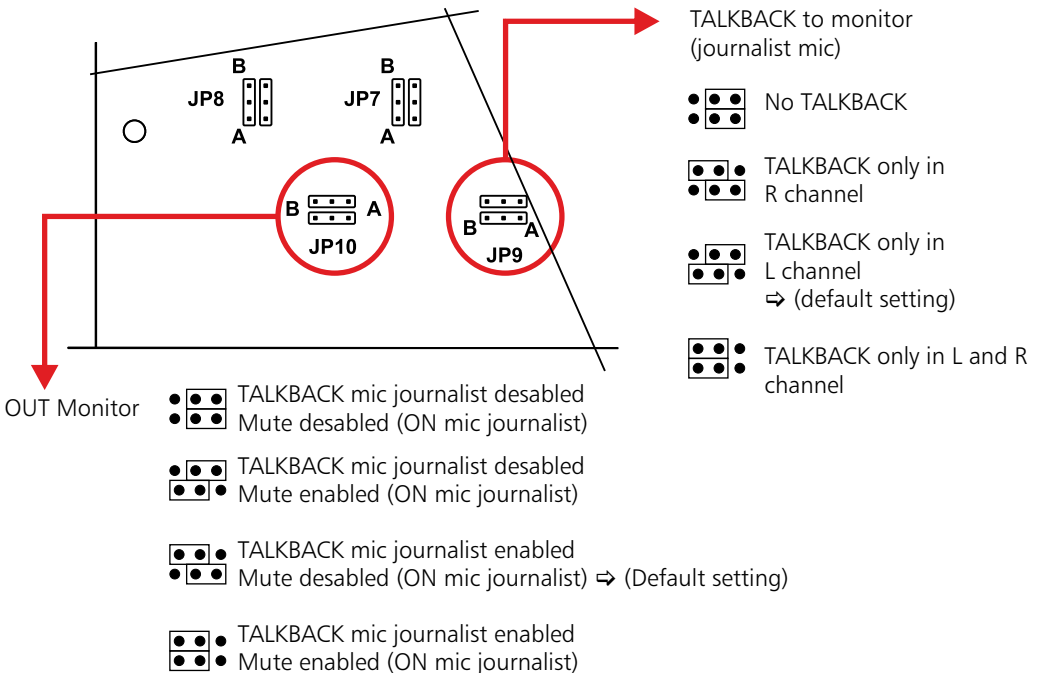 TALKBACK to monitor
(journalist mic)
B
JP8
A
B
JP7
A
B
A
JP10
B
A
JP9
No TALKBACK
TALKBACK only in
R channel
TALKBACK only in
L channel
⇨ (default setting)
TALKBACK only in L and R
channel
OUT Monitor
TALKBACK mic journalist desabled
Mute desabled (ON mic journalist)
TALKBACK mic journalist desabled
Mute enabled (ON mic journalist)
TALKBACK mic journalist enabled
Mute desabled (ON mic journalist) ⇨ (Default setting)
TALKBACK mic journalist enabled
Mute enabled (ON mic journalist)